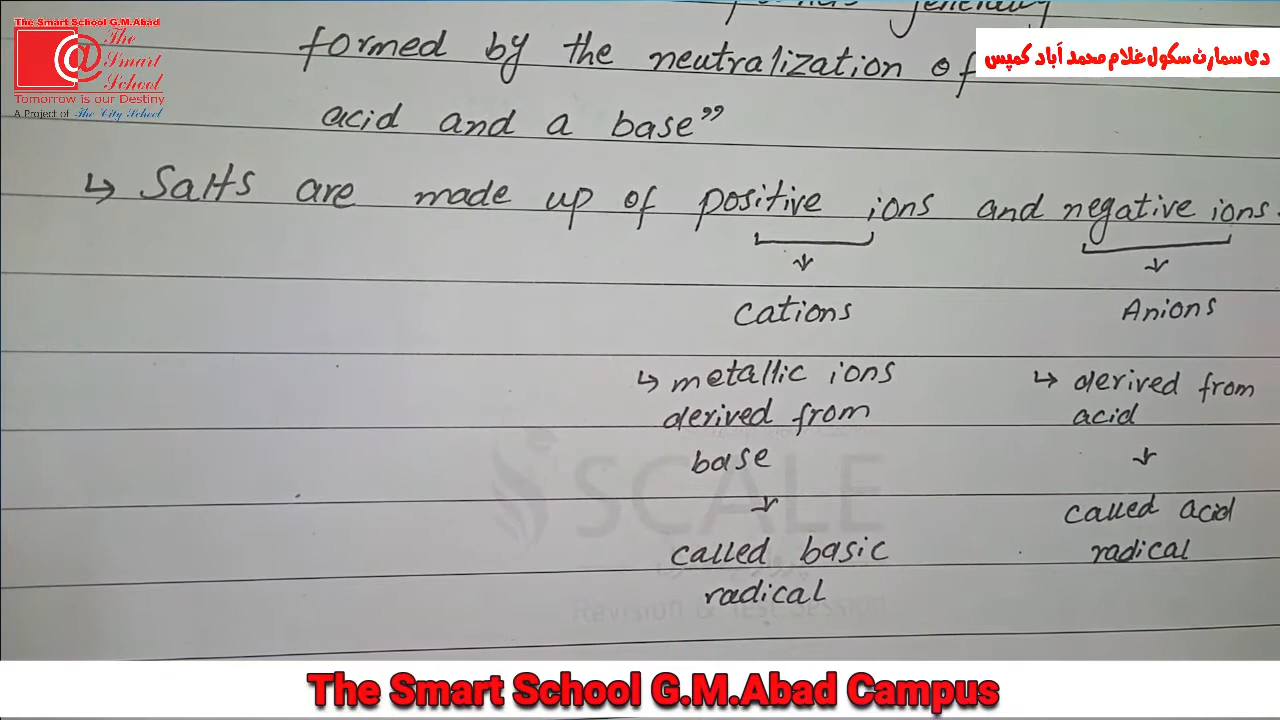 The Smart School G.M.Abad
The
Smart
School
Tomorrow is our Destiny
A Project of The City School
generally
دی سمارٹ سکول غلام محمد آباد کمپس
formed by the neutralization of
acid and a base”
↳ Salts are made up of positive ions and negative ions.
Cations
Anions
↳ metallic ions
derived from
base
called basic
radical
↳ derived from
acid
called acid
radical
SCALE
Revision & Test Session
The Smart School G.M.Abad Campus